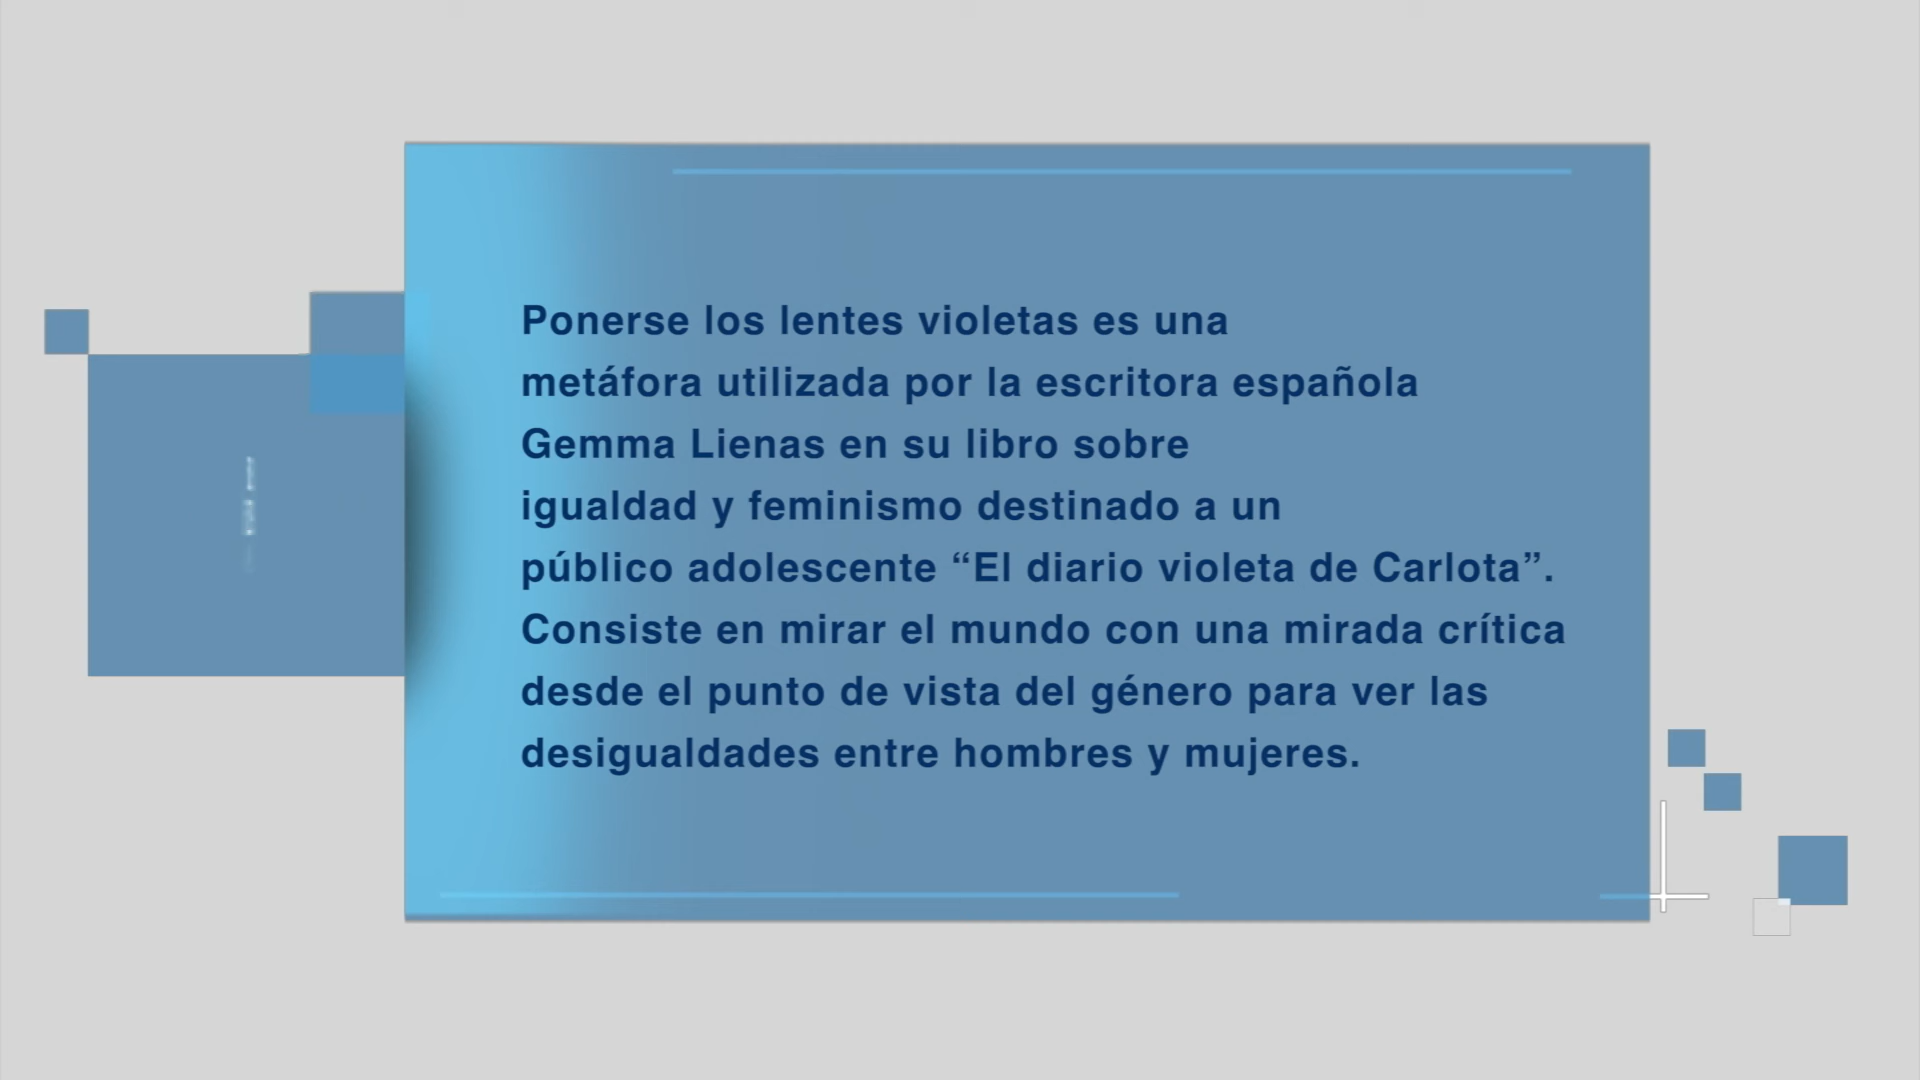 Ponerse los lentes violetas es una
metáfora utilizada por la escritora española
Gemma Lienas en su libro sobre
igualdad y feminismo destinado a un
público adolescente “El diario violeta de Carlota”.
Consiste en mirar el mundo con una mirada crítica
desde el punto de vista del género para ver las
desigualdades entre hombres y mujeres.